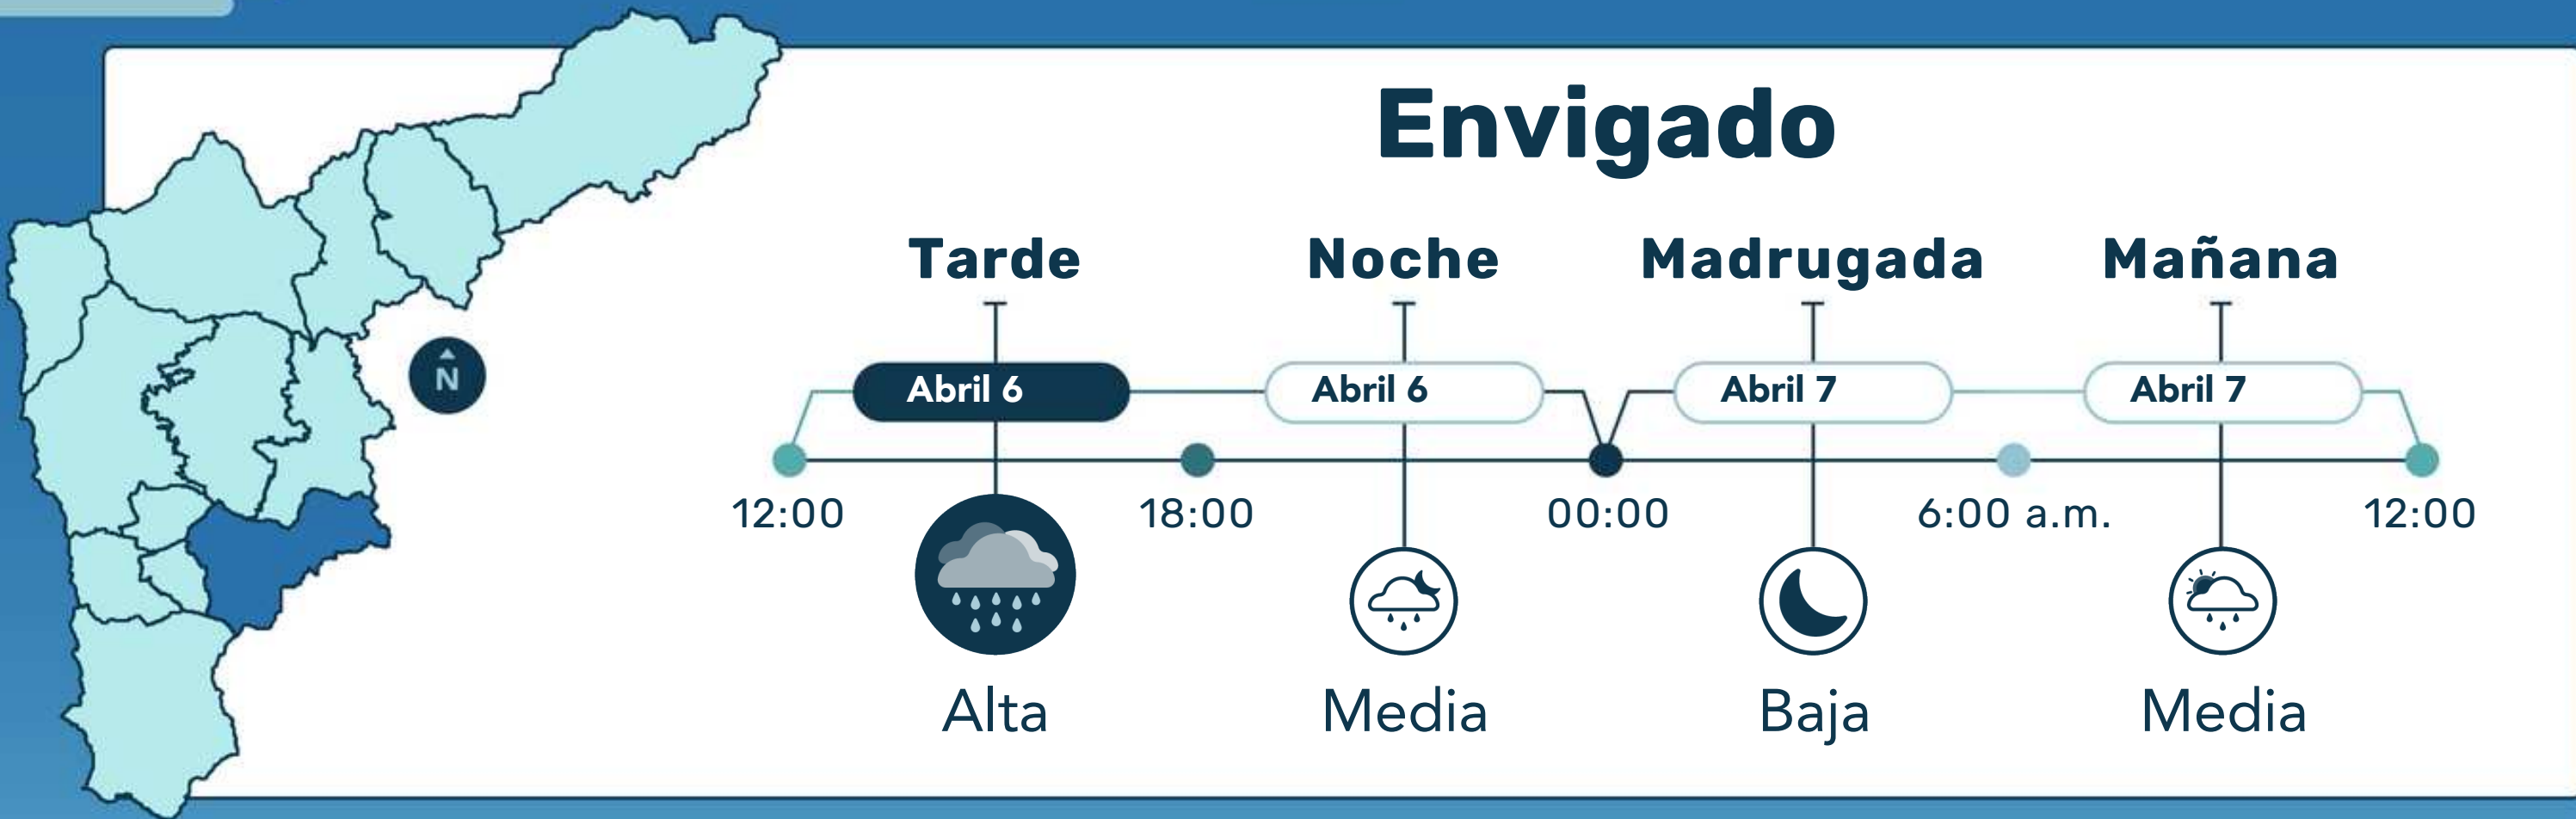 Envigado
Tarde Noche Madrugada Mañana
Abril 6 Abril 6 Abril 7 Abril 7
N
12:00 18:00 00:00 6:00 a.m. 12:00
Alta Media Baja Media